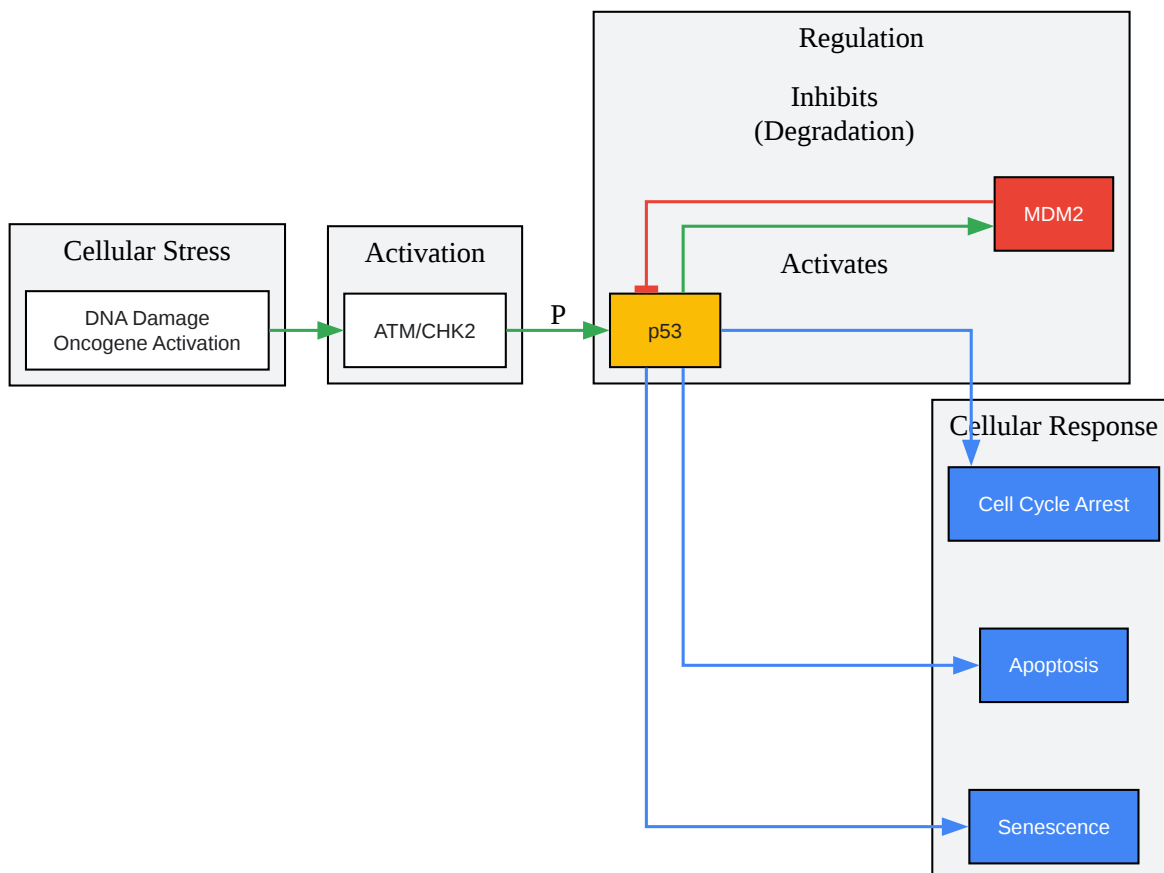 Regulation
Inhibits
(Degradation)
MDM2
Cellular Stress
Activation
Activates
DNA Damage
Oncogene Activation
ATM/CHK2
P
p53
Cellular Response
Cell Cycle Arrest
Apoptosis
Senescence